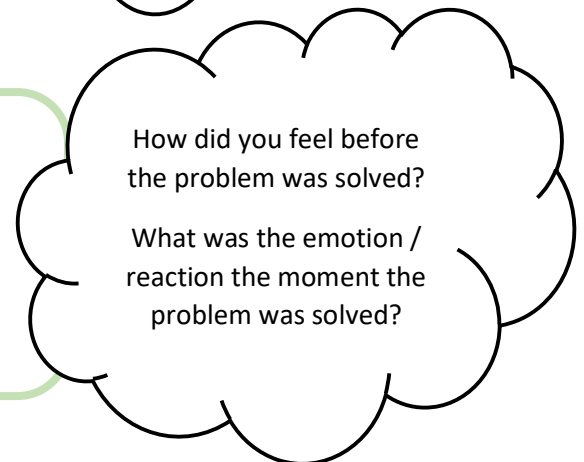 How did you feel before
the problem was solved?
What was the emotion /
reaction the moment the
problem was solved?